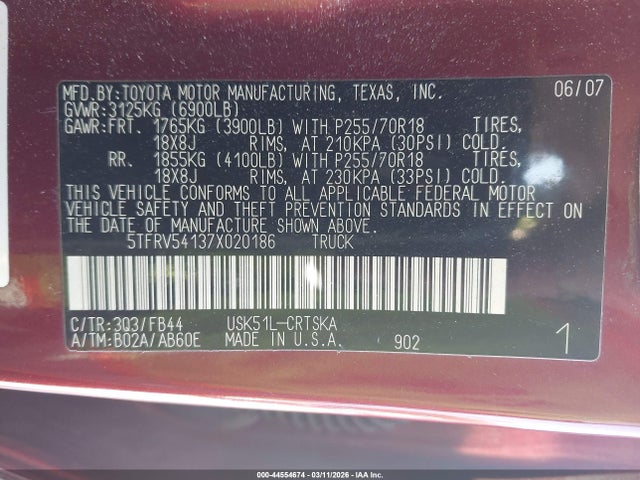 MFD.BY:TOYOTA MOTOR MANUFACTURING, TEXAS, INC. 06/07
GVWR:3125KG (6900LB)
GAWR:FRT. 1765KG (3900LB) WITH P255/70R18 TIRES,
18X8J RIMS, AT 210KPA (30PSI) COLD.
RR. 1855KG (4100LB) WITH P255/70R18 TIRES,
18X8J RIMS, AT 230KPA (33PSI) COLD.
THIS VEHICLE CONFORMS TO ALL APPLICABLE FEDERAL MOTOR
VEHICLE SAFETY AND THEFT PREVENTION STANDARDS IN EFFECT ON
THE DATE OF MANUFACTURE SHOWN ABOVE.
5TFRV54137X020186 TRUCK
C/TR:3Q3/FB44 USK51L-CRTSKA
A/TM:B02A/AB60E MADE IN U.S.A. 902 1
000-44554674 - 03/11/2026 - IAA Inc.